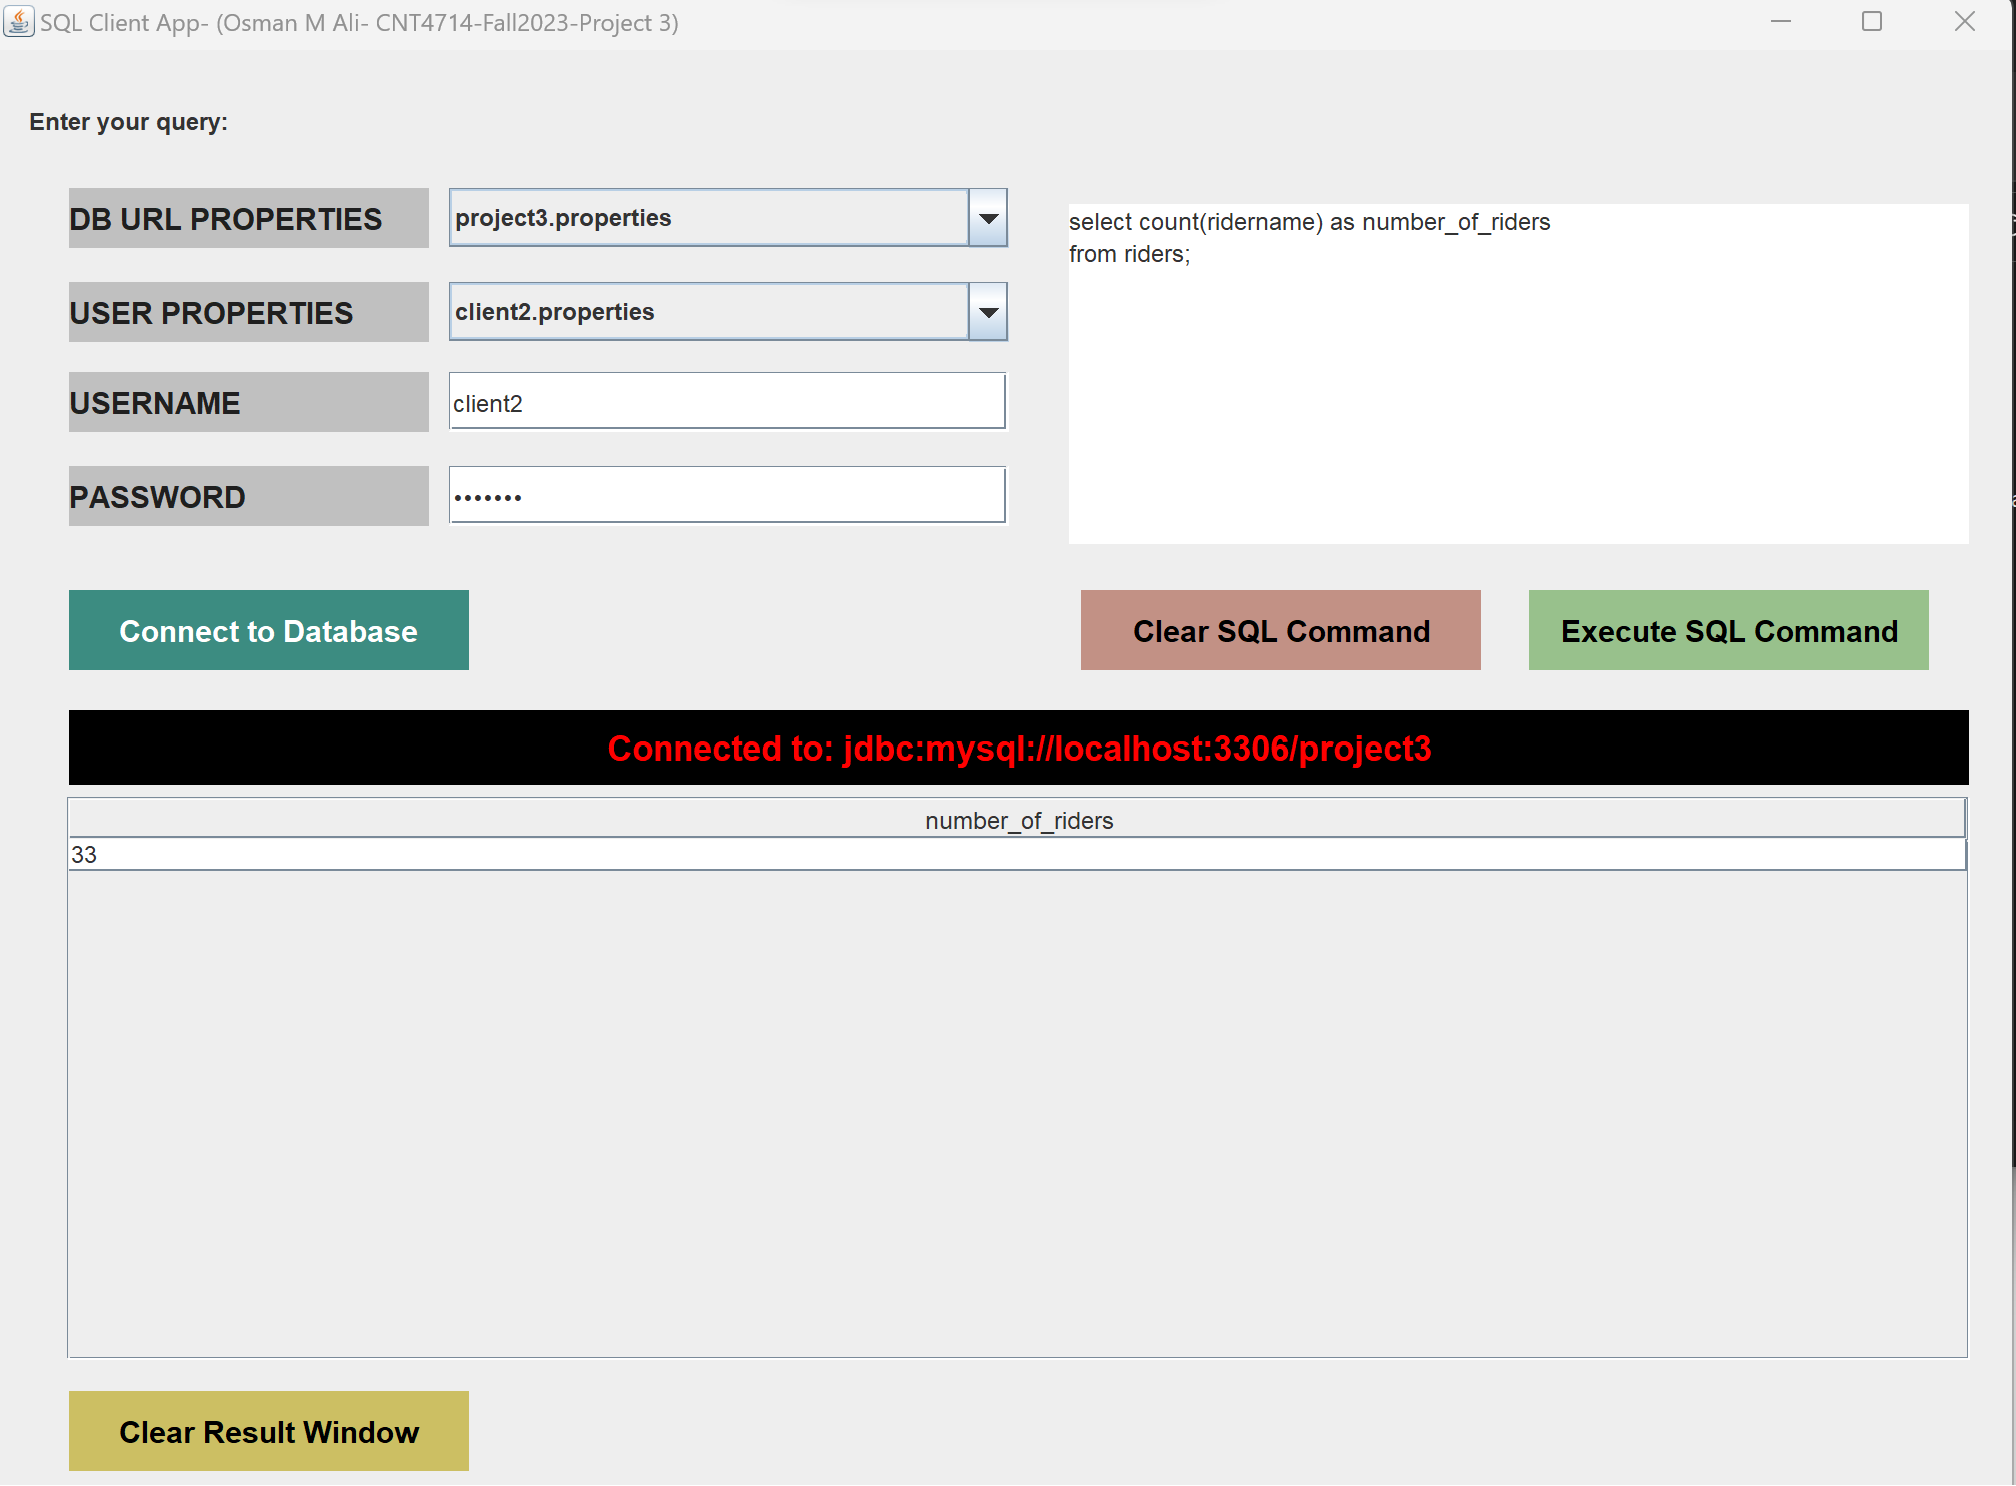 SQL Client App- (Osman M Ali- CNT4714-Fall2023-Project 3)
Enter your query:
DB URL PROPERTIES
project3.properties
USER PROPERTIES
client2.properties
USERNAME
client2
PASSWORD
•••••••
select count(ridername) as number_of_riders
from riders;
Connect to Database
Clear SQL Command
Execute SQL Command
Connected to: jdbc:mysql://localhost:3306/project3
number_of_riders
33
Clear Result Window